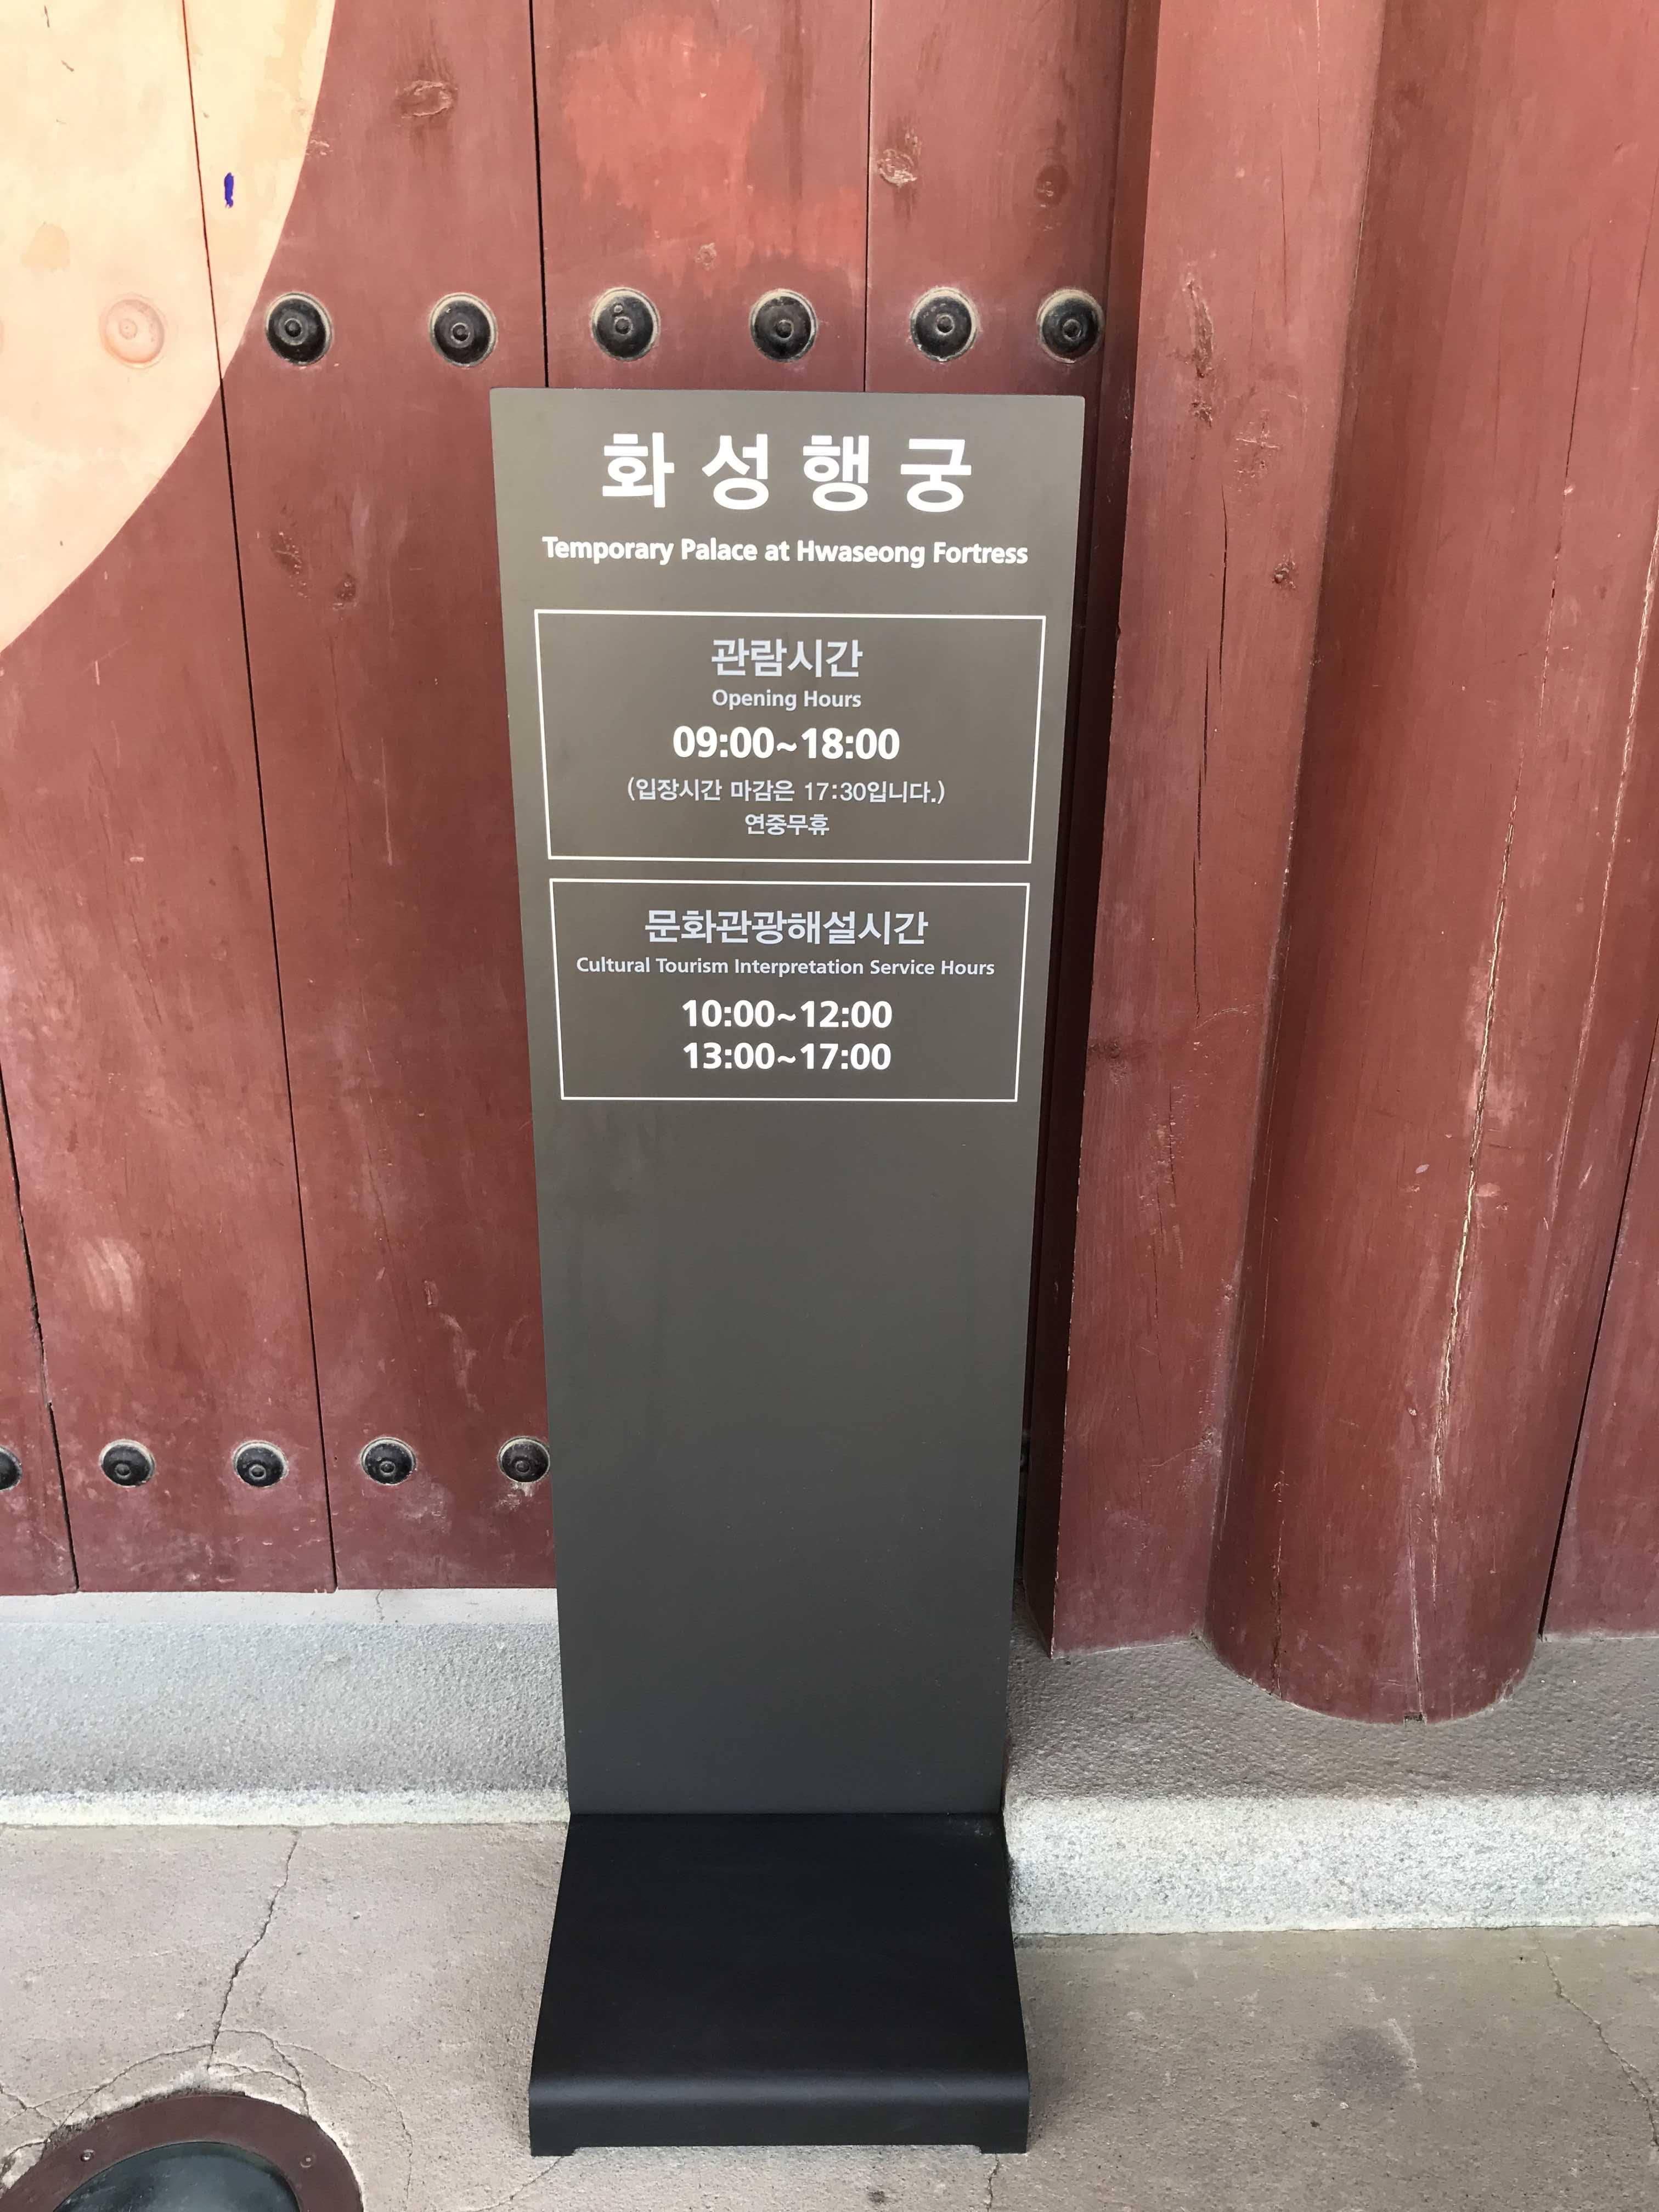 화성행궁
Temporary Palace at Hwaseong Fortress
관람시간
Opening Hours
09:00~18:00
(입장시간 마감은 17:30입니다.)
연중무휴
문화관광해설시간
Cultural Tourism Interpretation Service Hours
10:00~12:00
13:00~17:00